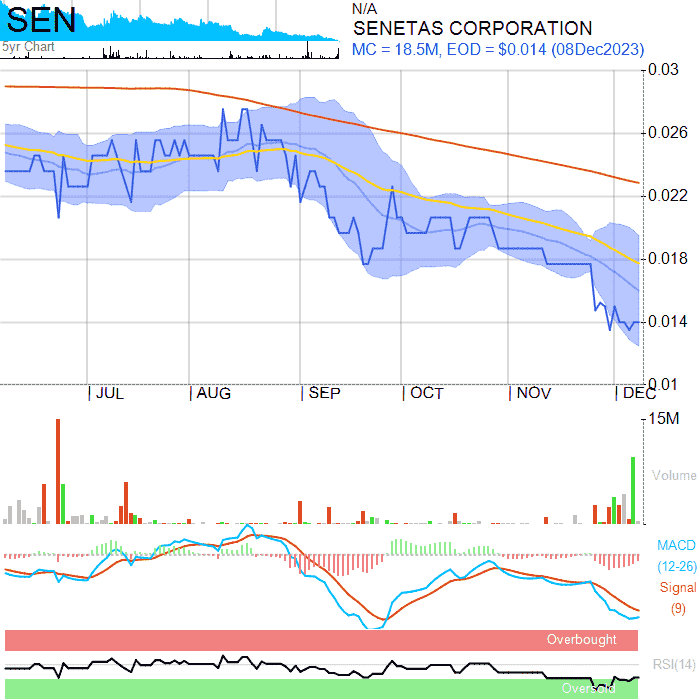 SEN
N/A
SENETAS CORPORATION
5yr Chart
MC = 18.5M, EOD = $0.014 (08Dec2023)
0.03
0.026
0.022
0.018
0.014
0.01
JUL AUG SEP OCT NOV DEC
15M
Volume
MACD
(12-26)
Signal
(9)
Overbought
RSI(14)
Oversold